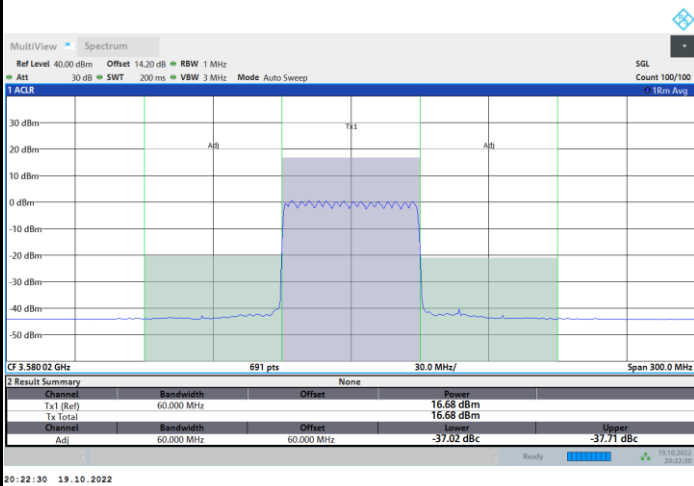 MultiView Spectrum
Ref Level 40.00 dBm Offset 14.20 dB RBW 1 MHz SGL
Att 30 dB SWT 200 ms VBW 3 MHz Mode Auto Sweep Count 100/100
1 ACLR 1Rm Avg
30 dBm
Tx1
20 dBm
Adj Adj
10 dBm
0 dBm
-10 dBm
-20 dBm
-30 dBm
-40 dBm
-50 dBm
CF 3.580 02 GHz 691 pts 30.0 MHz/ Span 300.0 MHz
2 Result Summary None
Channel Bandwidth Offset Power
Tx1 (Ref) 60.000 MHz 16.68 dBm
Tx Total 16.68 dBm
Channel Bandwidth Offset Lower Upper
Adj 60.000 MHz 60.000 MHz -37.02 dBc -37.71 dBc
Ready 19.10.2022
20:22:30
20:22:30 19.10.2022